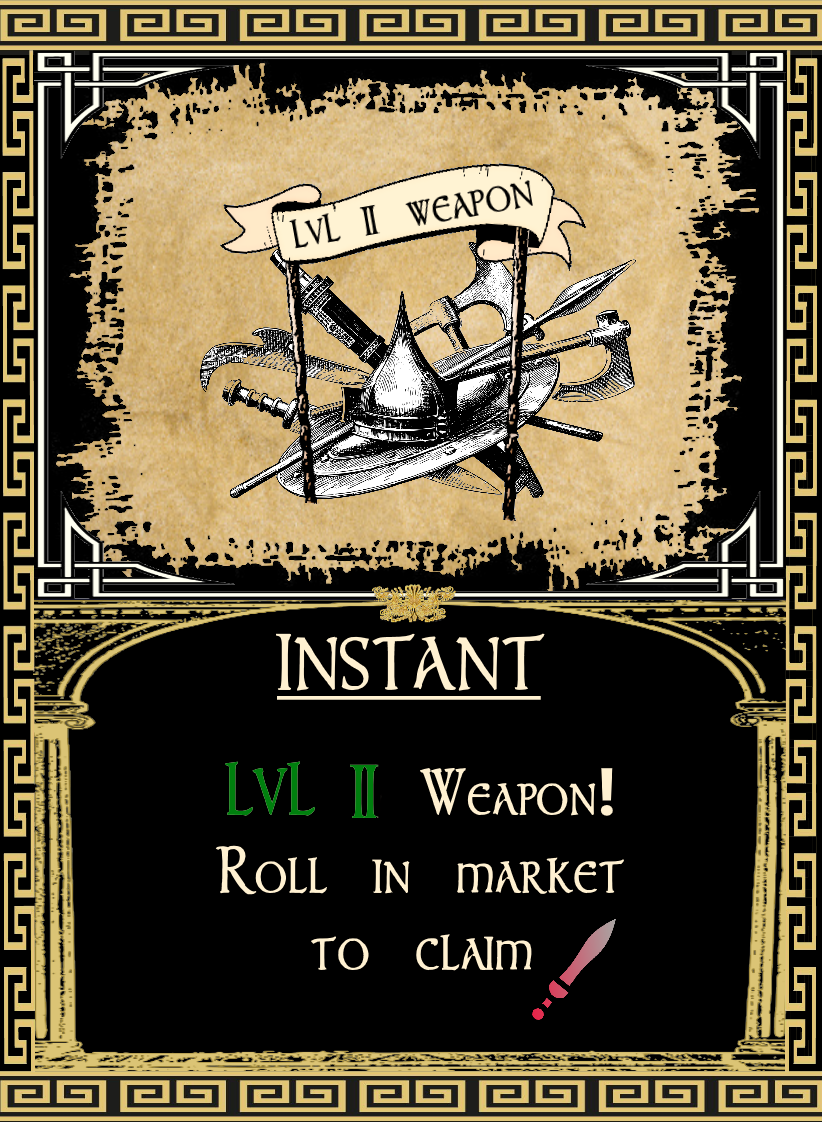 LVL II WEAPON
INSTANT
LVL II WEAPON!
ROLL IN MARKET
TO CLAIM